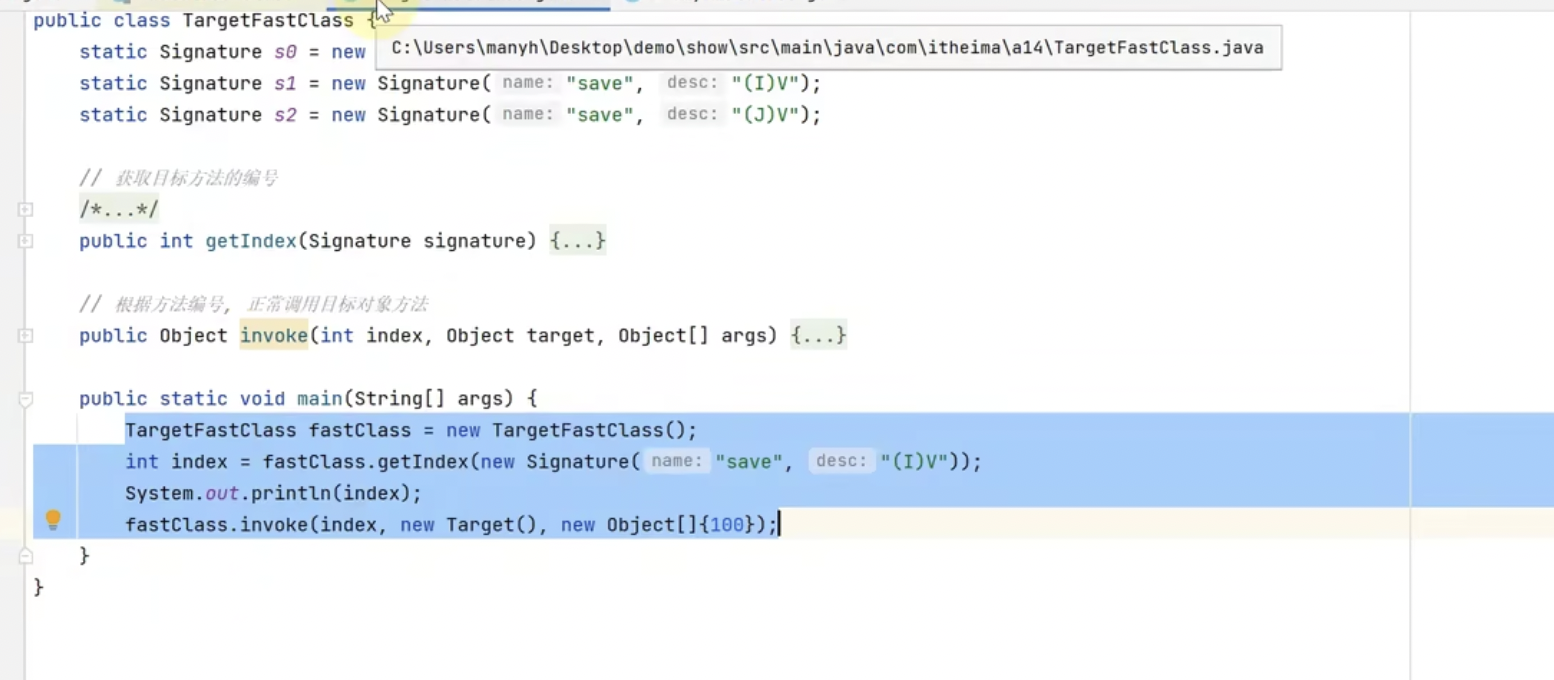 public class TargetFastClass {
static Signature s0 = new
C:\Users\manyh\Desktop\demo\show\src\main\java\com\itheima\a14\TargetFastClass.java
static Signature s1 = new Signature( name: "save", desc: "(I)V");
static Signature s2 = new Signature( name: "save", desc: "(J)V");
// 获取目标方法的编号
/*...*/
public int getIndex(Signature signature) {...}
// 根据方法编号, 正常调用目标对象方法
public Object invoke(int index, Object target, Object[] args) {...}
public static void main(String[] args) {
TargetFastClass fastClass = new TargetFastClass();
int index = fastClass.getIndex(new Signature( name: "save", desc: "(I)V"));
System.out.println(index);
fastClass.invoke(index, new Target(), new Object[]{100});
}
}